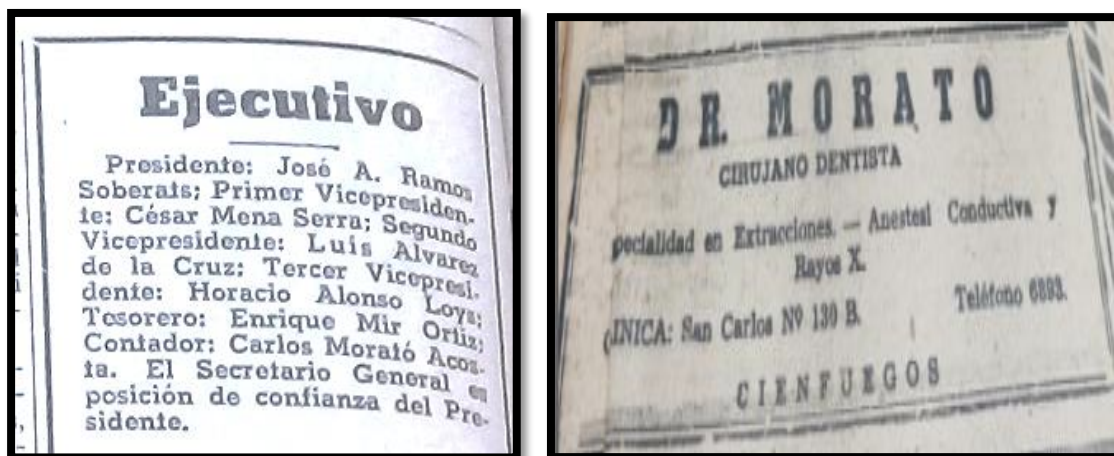 Ejecutivo
Presidente: José A. Ramos
Soberats; Primer Vicepresiden-
te: César Mena Serra; Segundo
Vicepresidente: Luis Alvarez
de la Cruz; Tercer Vicepresi-
dente: Horacio Alonso Loys;
Tesorero: Enrique Mir Ortiz;
Contador: Carlos Morató Acos-
ta. El Secretario General es
posición de confianza del Pre-
sidente.
DR. MORATO
CIRUJANO DENTISTA
pecialidad en Extracciones. — Anestesl Conductiva y
Rayos X.
INICA: San Carlos Nº 130 B. Teléfono 6893.
CIENFUEGOS